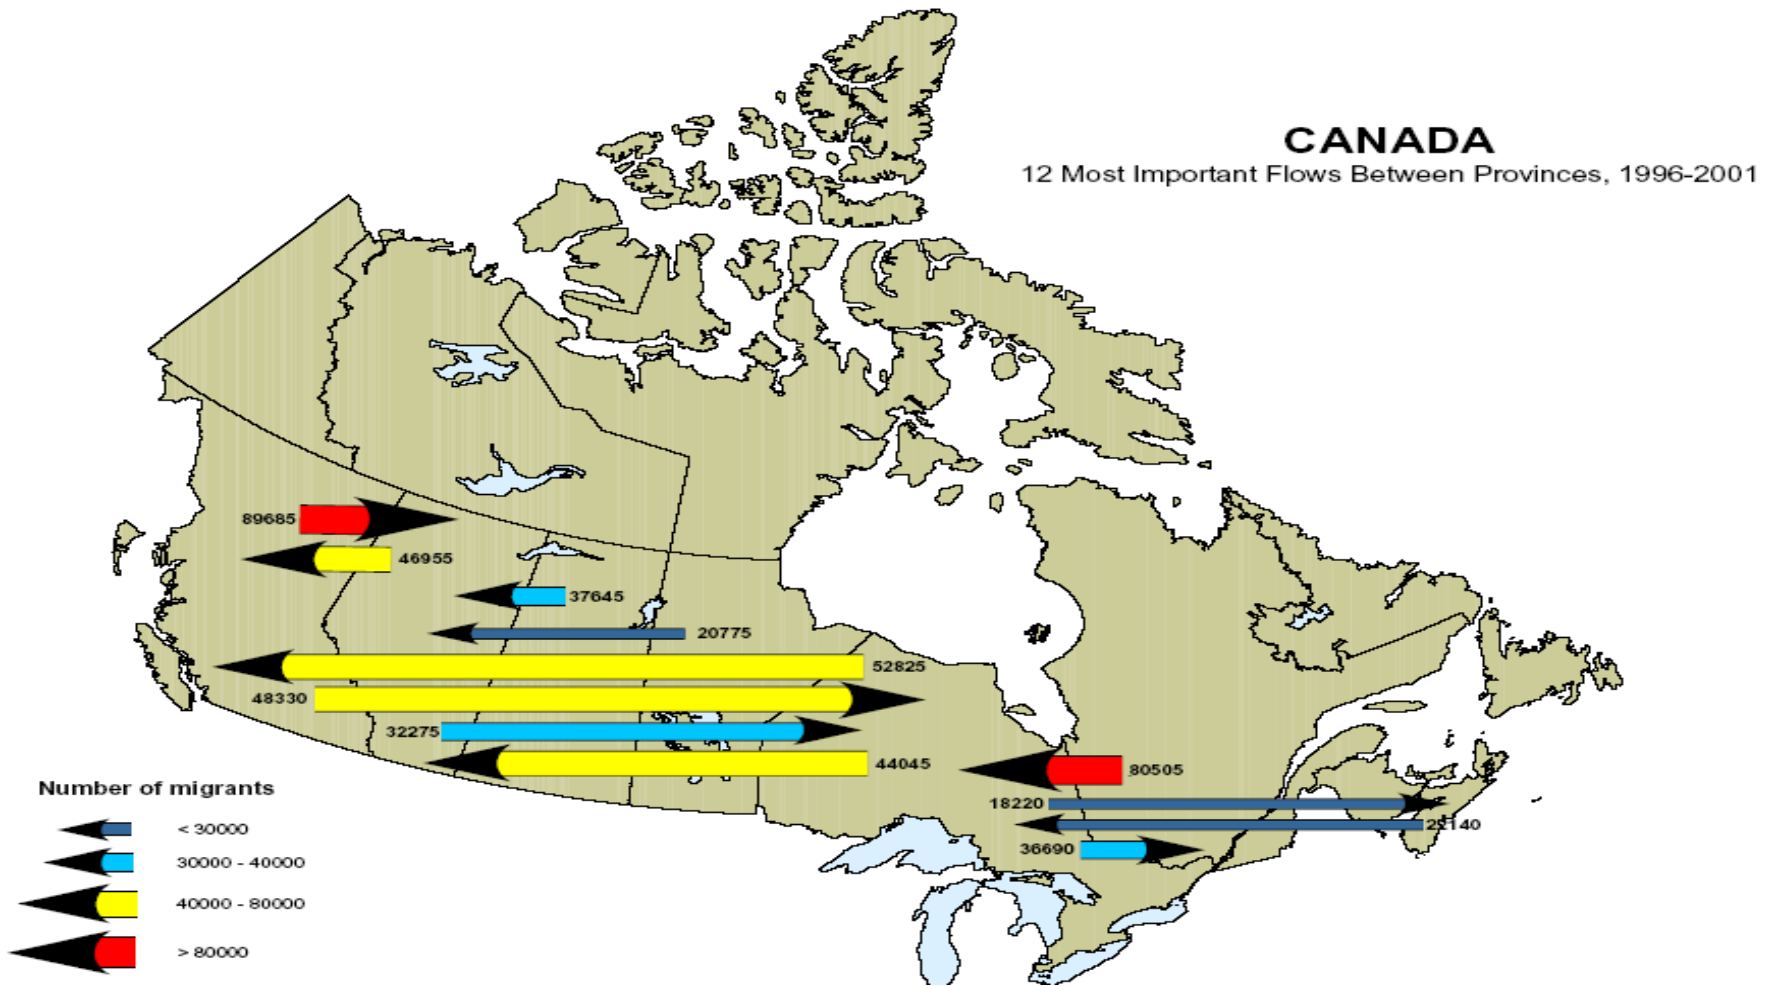 CANADA
12 Most Important Flows Between Provinces, 1996-2001
89685
46955
37645
20775
52825
48330
32275
44045
80505
18220
22140
36690
Number of migrants
< 30000
30000 - 40000
40000 - 80000
> 80000